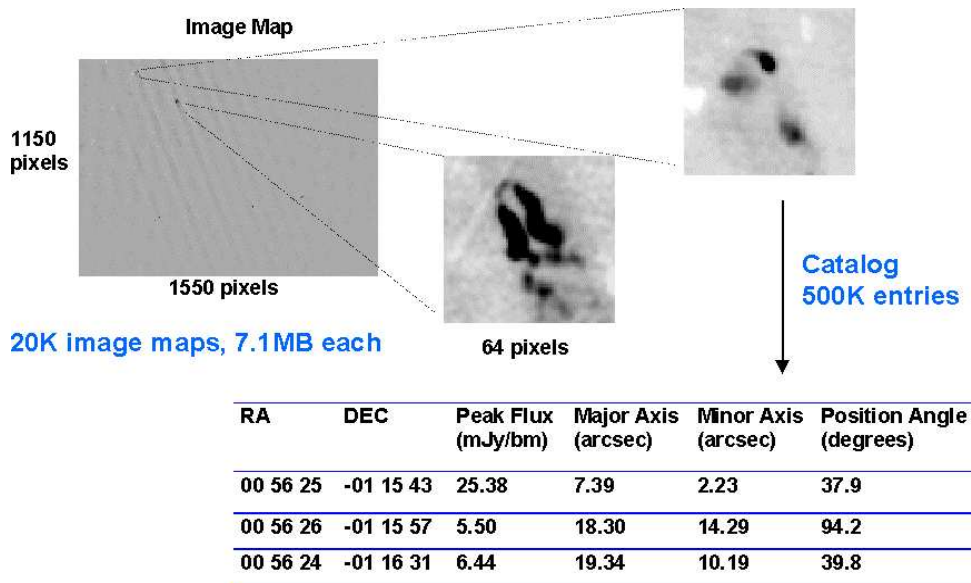 Image Map
1150
pixels
1550 pixels
20K image maps, 7.1MB each
64 pixels
Catalog
500K entries
RA DEC Peak Flux Major Axis Minor Axis Position Angle
(mJy/bm) (arcsec) (arcsec) (degrees)
00 56 25 -01 15 43 25.38 7.39 2.23 37.9
00 56 26 -01 15 57 5.50 18.30 14.29 94.2
00 56 24 -01 16 31 6.44 19.34 10.19 39.8